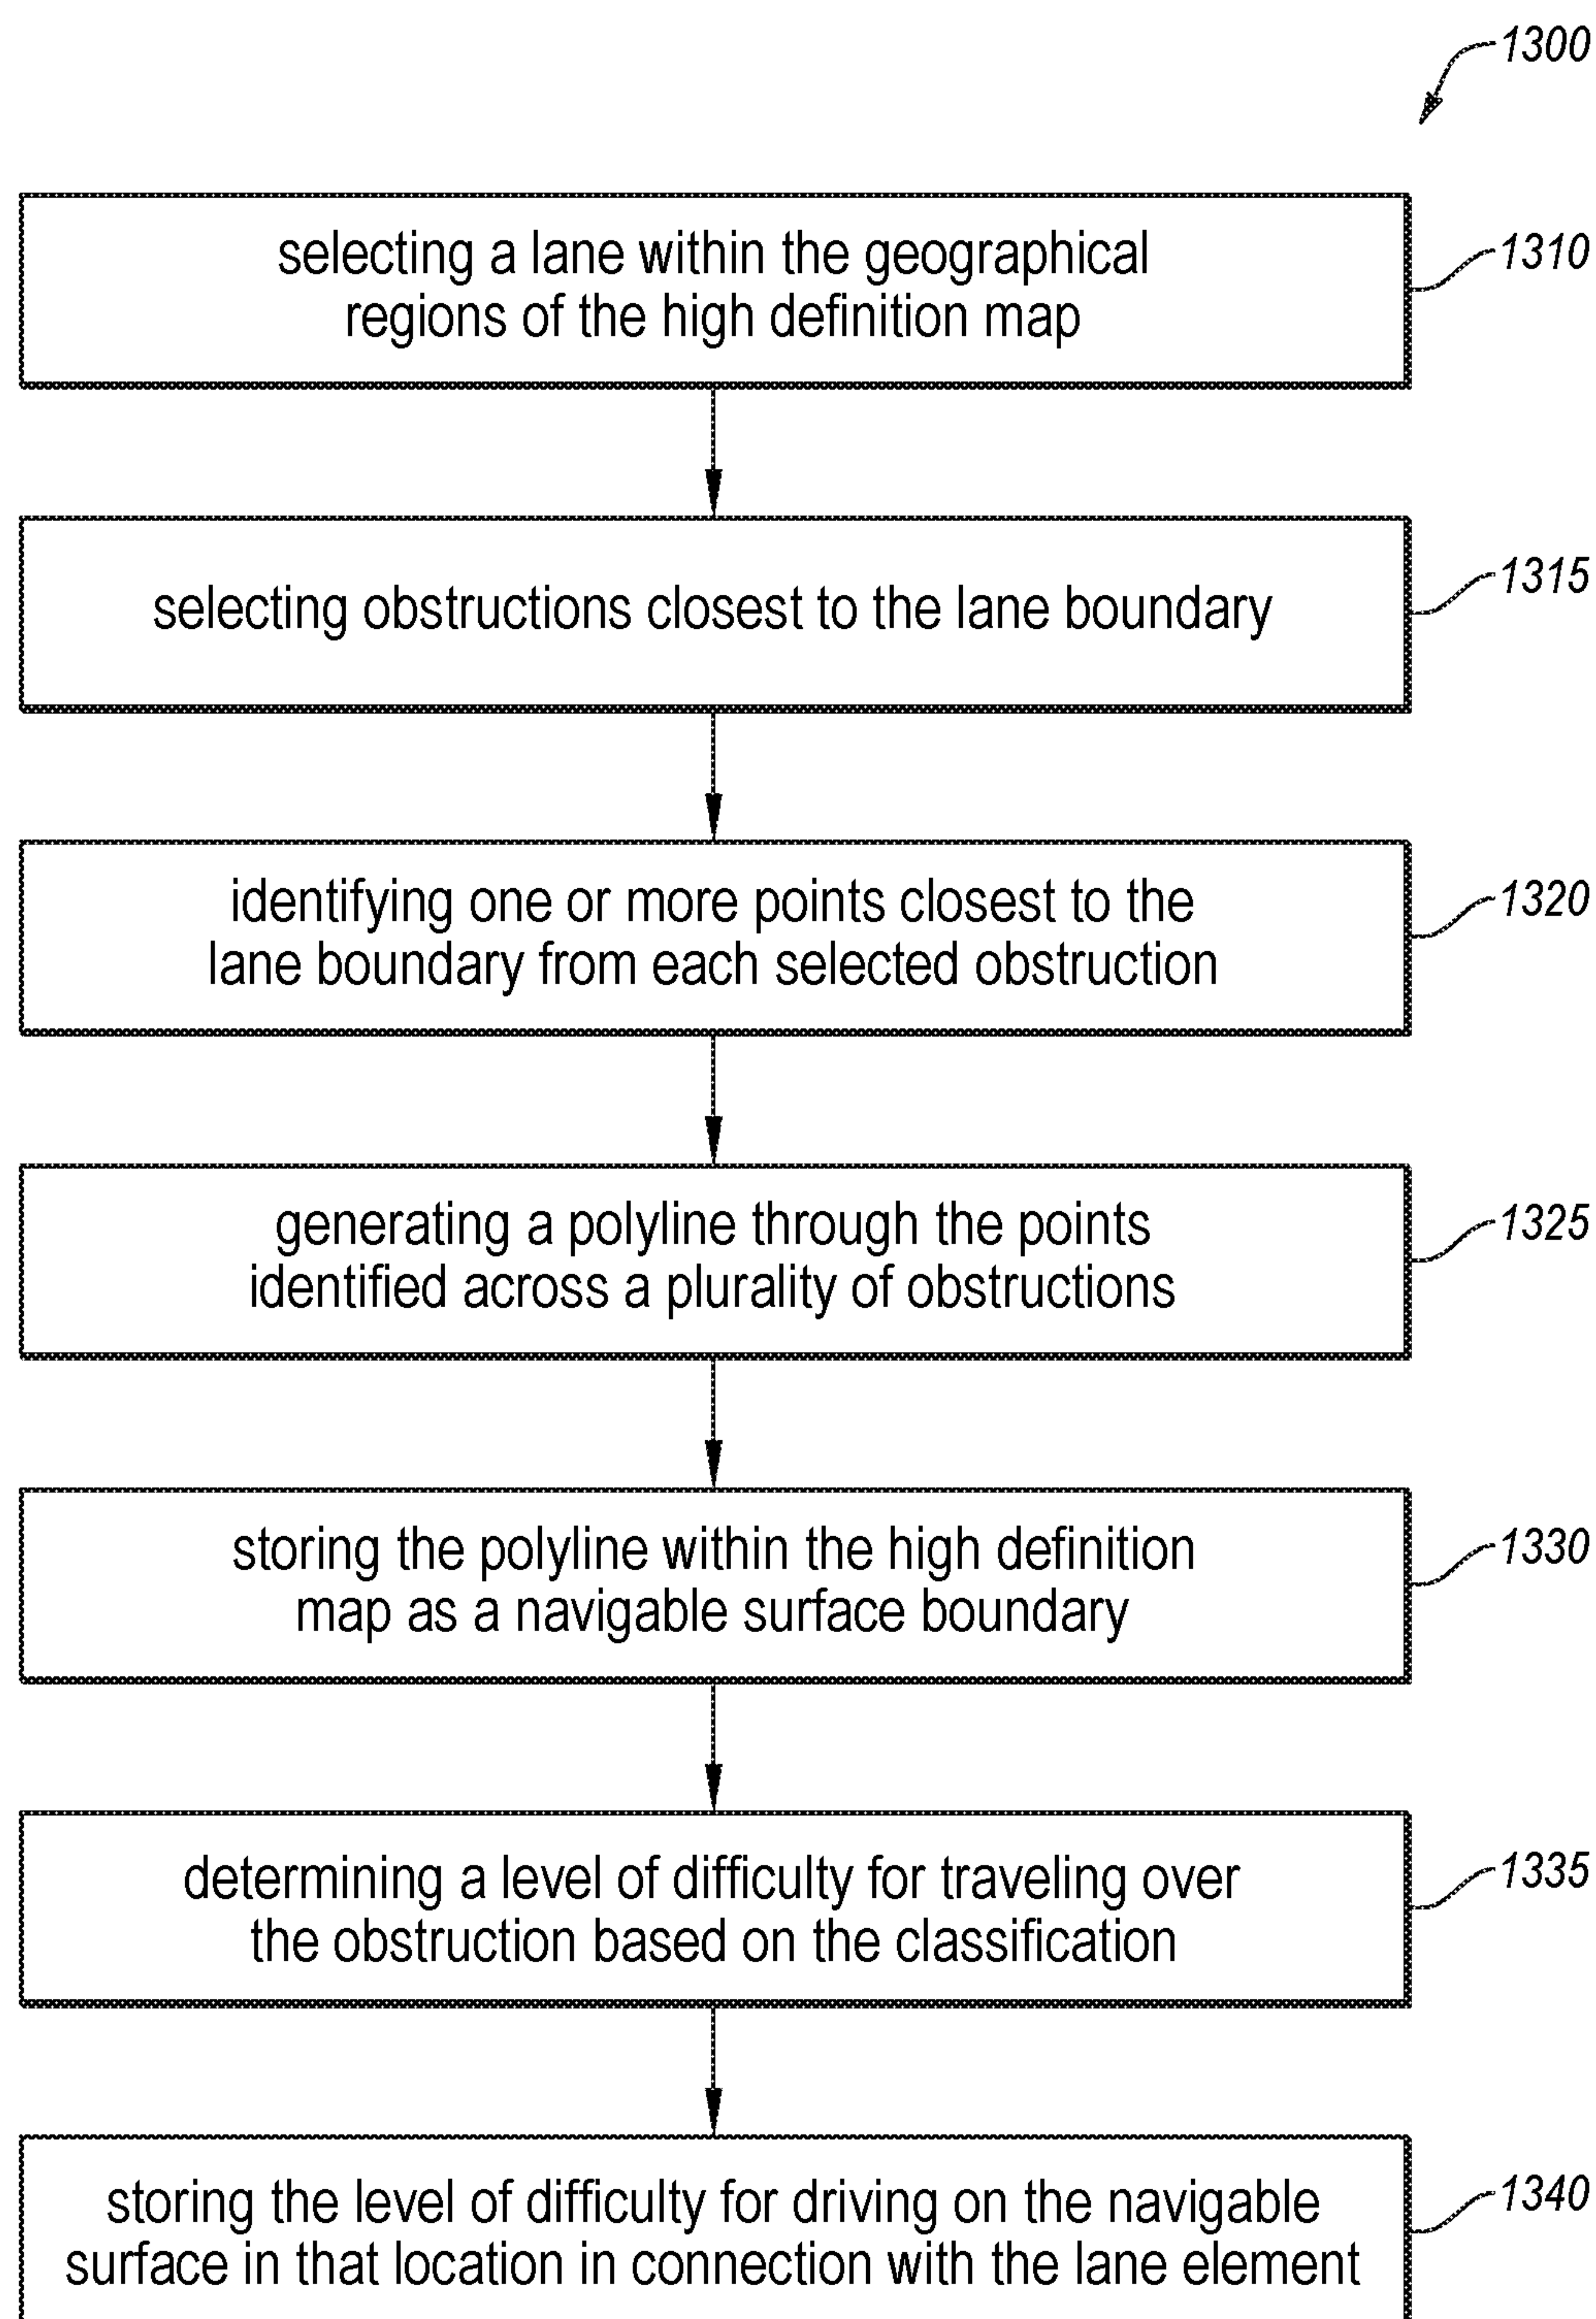 1300
selecting a lane within the geographical
regions of the high definition map
1310
selecting obstructions closest to the lane boundary
1315
identifying one or more points closest to the
lane boundary from each selected obstruction
1320
generating a polyline through the points
identified across a plurality of obstructions
1325
storing the polyline within the high definition
map as a navigable surface boundary
1330
determining a level of difficulty for traveling over
the obstruction based on the classification
1335
storing the level of difficulty for driving on the navigable
surface in that location in connection with the lane element
1340